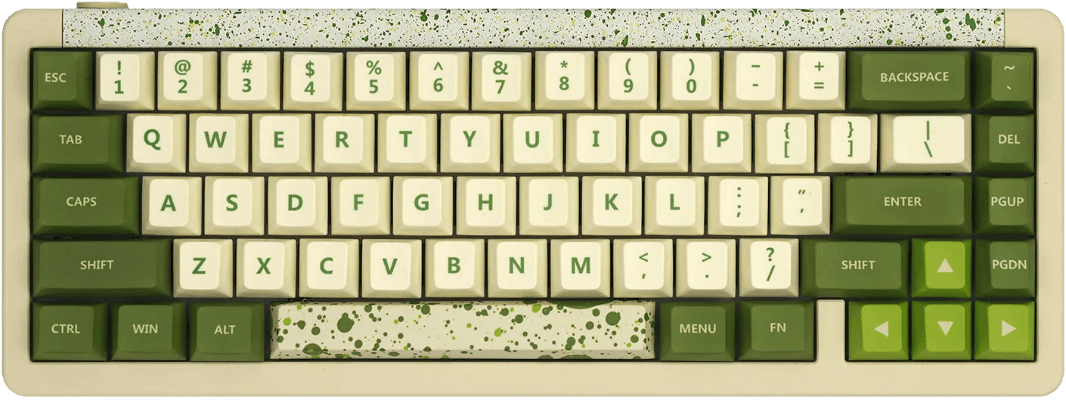 ESC ! 1 @ 2 # 3 $ 4 % 5 ^ 6 & 7 * 8 ( 9 ) 0 − - + = BACKSPACE ~ `
TAB Q W E R T Y U I O P { [ } ] | \ DEL
CAPS A S D F G H J K L : ; " , ENTER PGUP
SHIFT Z X C V B N M < , > . ? / SHIFT ▲ PGDN
CTRL WIN ALT MENU FN ◀ ▼ ▶